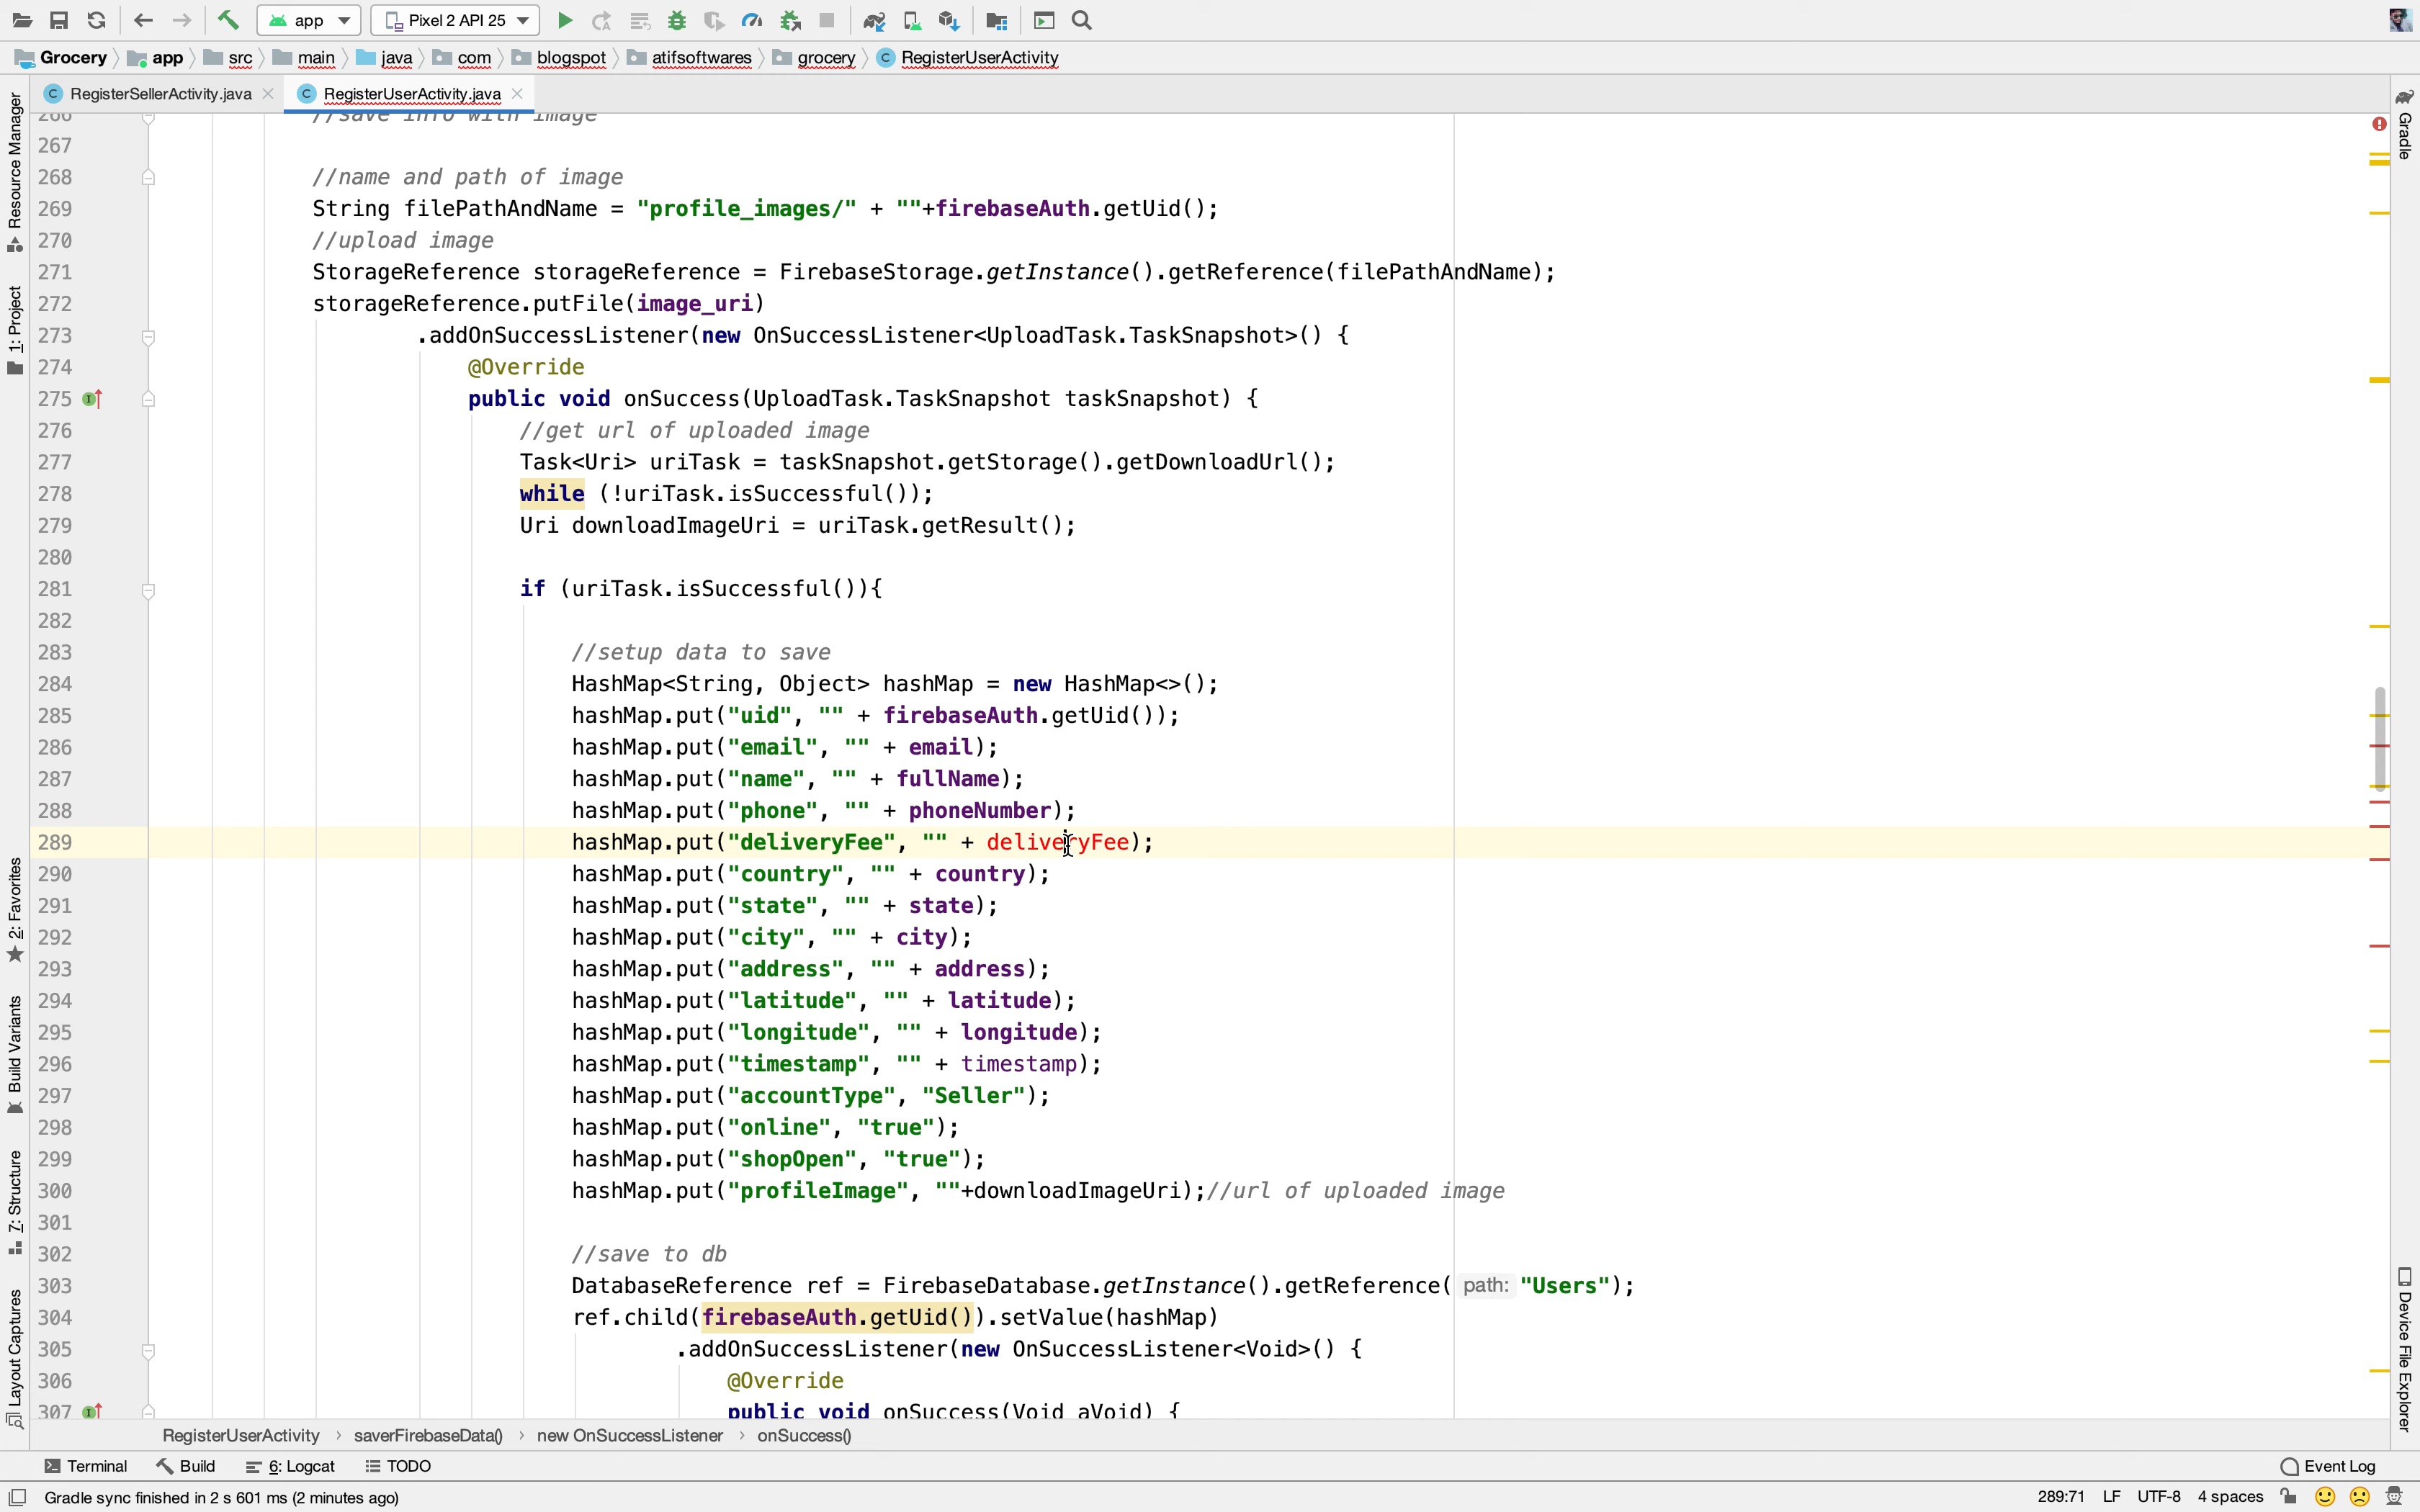 app
Pixel 2 API 25
Grocery
app
src
main
java
com
blogspot
atifsoftwares
grocery
C RegisterUserActivity
C RegisterSellerActivity.java
C RegisterUserActivity.java
Resource Manager
1: Project
2: Favorites
Build Variants
7: Structure
Layout Captures
Gradle
Device File Explorer
266 //save info with image
267
268 //name and path of image
269 String filePathAndName = "profile_images/" + ""+firebaseAuth.getUid();
270 //upload image
271 StorageReference storageReference = FirebaseStorage.getInstance().getReference(filePathAndName);
272 storageReference.putFile(image_uri)
273 .addOnSuccessListener(new OnSuccessListener<UploadTask.TaskSnapshot>() {
274 @Override
275 public void onSuccess(UploadTask.TaskSnapshot taskSnapshot) {
276 //get url of uploaded image
277 Task<Uri> uriTask = taskSnapshot.getStorage().getDownloadUrl();
278 while (!uriTask.isSuccessful());
279 Uri downloadImageUri = uriTask.getResult();
280
281 if (uriTask.isSuccessful()){
282
283 //setup data to save
284 HashMap<String, Object> hashMap = new HashMap<>();
285 hashMap.put("uid", "" + firebaseAuth.getUid());
286 hashMap.put("email", "" + email);
287 hashMap.put("name", "" + fullName);
288 hashMap.put("phone", "" + phoneNumber);
289 hashMap.put("deliveryFee", "" + deliveryFee);
290 hashMap.put("country", "" + country);
291 hashMap.put("state", "" + state);
292 hashMap.put("city", "" + city);
293 hashMap.put("address", "" + address);
294 hashMap.put("latitude", "" + latitude);
295 hashMap.put("longitude", "" + longitude);
296 hashMap.put("timestamp", "" + timestamp);
297 hashMap.put("accountType", "Seller");
298 hashMap.put("online", "true");
299 hashMap.put("shopOpen", "true");
300 hashMap.put("profileImage", ""+downloadImageUri);//url of uploaded image
301
302 //save to db
303 DatabaseReference ref = FirebaseDatabase.getInstance().getReference( path: "Users");
304 ref.child(firebaseAuth.getUid()).setValue(hashMap)
305 .addOnSuccessListener(new OnSuccessListener<Void>() {
306 @Override
307 public void onSuccess(Void aVoid) {
RegisterUserActivity › saverFirebaseData() › new OnSuccessListener › onSuccess()
Terminal
Build
6: Logcat
TODO
Event Log
Gradle sync finished in 2 s 601 ms (2 minutes ago)
289:71 LF UTF-8 4 spaces